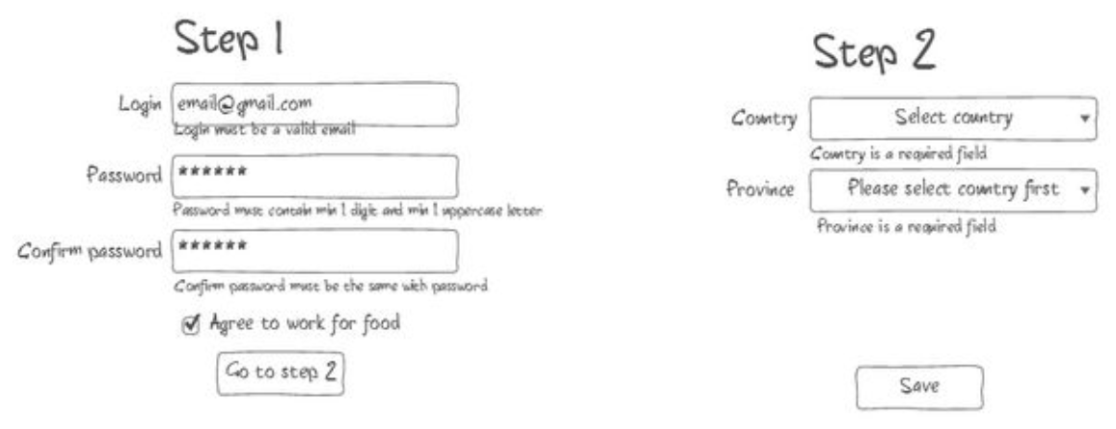 Step 1
Login
email@gmail.com
Login must be a valid email
Password
******
Password must contain min 1 digit and min 1 uppercase letter
Confirm password
******
Confirm password must be the same with password
Agree to work for food
Go to step 2
Step 2
Country
Select country
Country is a required field
Province
Please select country first
Province is a required field
Save